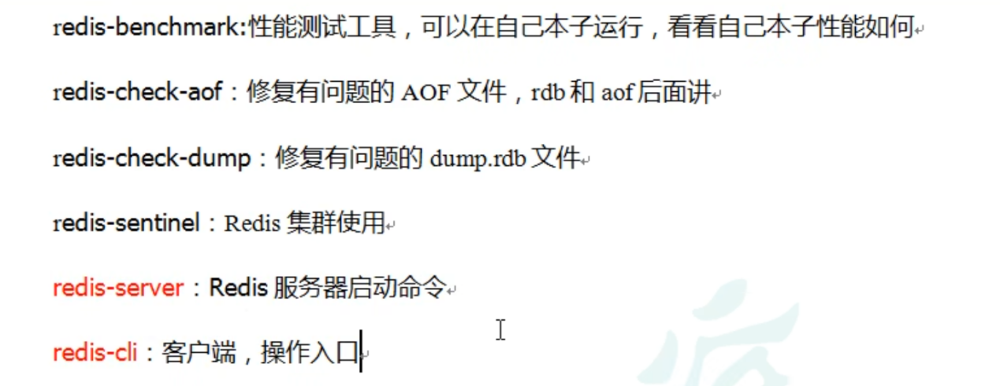 redis-benchmark:性能测试工具，可以在自己本子运行，看看自己本子性能如何
redis-check-aof：修复有问题的 AOF 文件，rdb 和 aof 后面讲
redis-check-dump：修复有问题的 dump.rdb 文件
redis-sentinel：Redis 集群使用
redis-server：Redis 服务器启动命令
redis-cli：客户端，操作入口